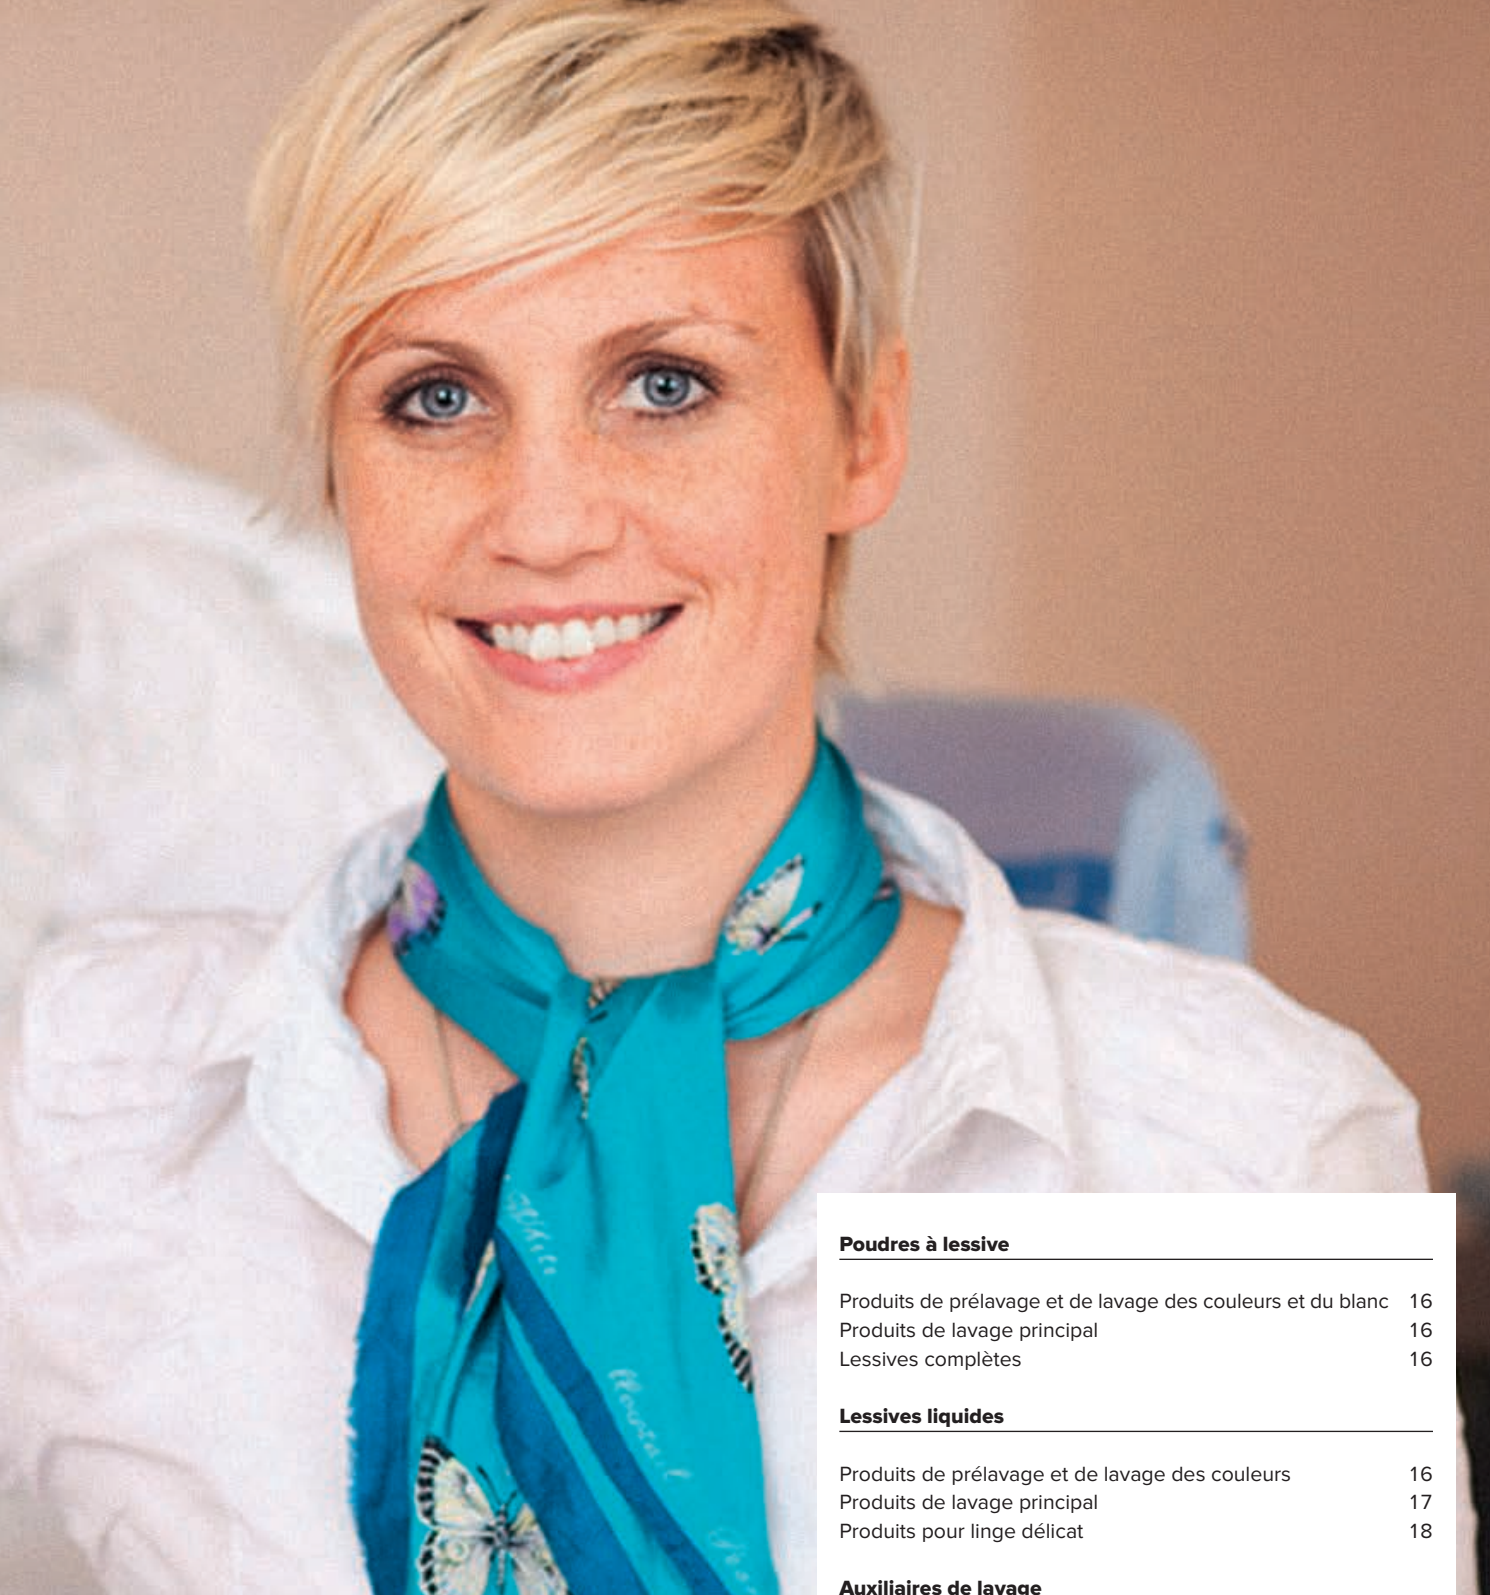 White
Poudres à lessive
Produits de prélavage et de lavage des couleurs et du blanc 16
Produits de lavage principal 16
Lessives complètes 16
Lessives liquides
Produits de prélavage et de lavage des couleurs 16
Produits de lavage principal 17
Produits pour linge délicat 18
Auxiliaires de lavage